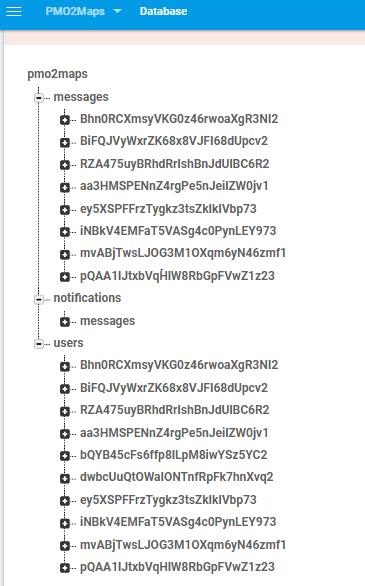 PMO2Maps Database
pmo2maps
messages
Bhn0RCXmsyVKG0z46rwoaXgR3NI2
BiFQJVyWxrZK68x8VJFI68dUpcv2
RZA475uyBRhdRrIshBnJdUIBC6R2
aa3HMSPENnZ4rgPe5nJeiIZW0jv1
ey5XSPFFrzTygkz3tsZkIkIVbp73
iNBkV4EMFaT5VASg4c0PynLEY973
mvABjTwsLJOG3M1OXqm6yN46zmf1
pQAA1IJtxbVqHIW8RbGpFVwZ1z23
notifications
messages
users
Bhn0RCXmsyVKG0z46rwoaXgR3NI2
BiFQJVyWxrZK68x8VJFI68dUpcv2
RZA475uyBRhdRrIshBnJdUIBC6R2
aa3HMSPENnZ4rgPe5nJeiIZW0jv1
bQYB45cFs6ffp8ILpM8iwYSz5YC2
dwbcUuQtOWaIONTnfRpFk7hnXvq2
ey5XSPFFrzTygkz3tsZkIkIVbp73
iNBkV4EMFaT5VASg4c0PynLEY973
mvABjTwsLJOG3M1OXqm6yN46zmf1
pQAA1IJtxbVqHIW8RbGpFVwZ1z23